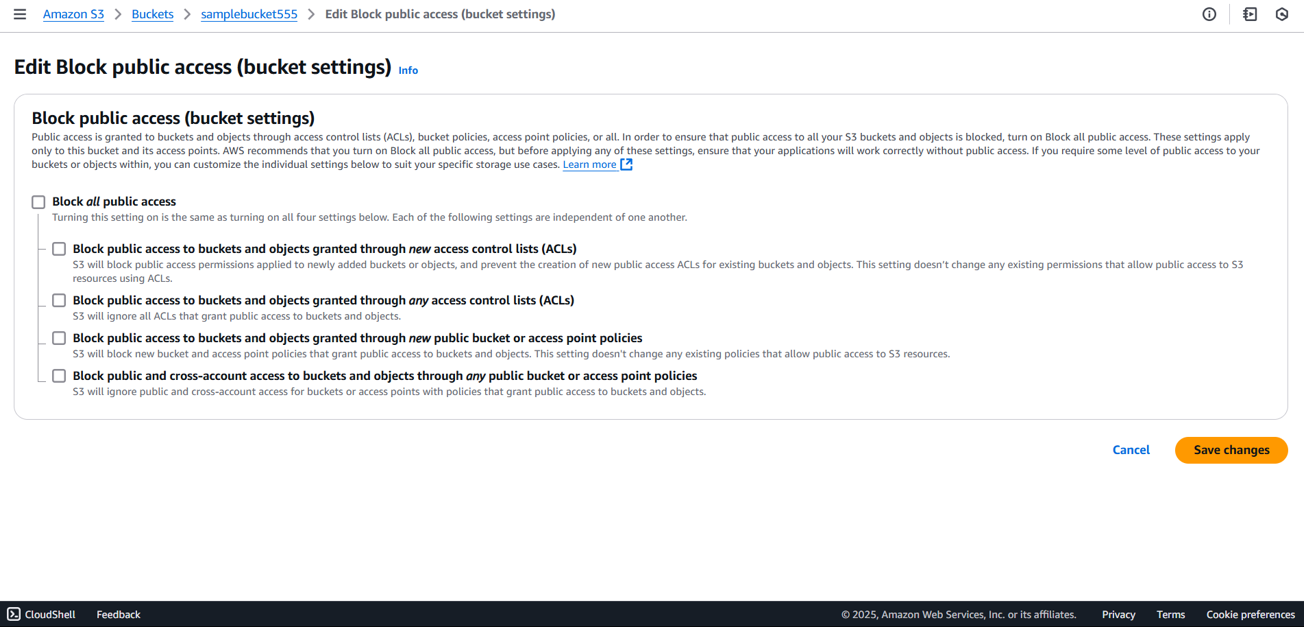 Amazon S3 > Buckets > samplebucket555 > Edit Block public access (bucket settings)
Edit Block public access (bucket settings) Info
Block public access (bucket settings)
Public access is granted to buckets and objects through access control lists (ACLs), bucket policies, access point policies, or all. In order to ensure that public access to all your S3 buckets and objects is blocked, turn on Block all public access. These settings apply
only to this bucket and its access points. AWS recommends that you turn on Block all public access, but before applying any of these settings, ensure that your applications will work correctly without public access. If you require some level of public access to your
buckets or objects within, you can customize the individual settings below to suit your specific storage use cases. Learn more
Block all public access
Turning this setting on is the same as turning on all four settings below. Each of the following settings are independent of one another.
Block public access to buckets and objects granted through new access control lists (ACLs)
S3 will block public access permissions applied to newly added buckets or objects, and prevent the creation of new public access ACLs for existing buckets and objects. This setting doesn't change any existing permissions that allow public access to S3
resources using ACLs.
Block public access to buckets and objects granted through any access control lists (ACLs)
S3 will ignore all ACLs that grant public access to buckets and objects.
Block public access to buckets and objects granted through new public bucket or access point policies
S3 will block new bucket and access point policies that grant public access to buckets and objects. This setting doesn't change any existing policies that allow public access to S3 resources.
Block public and cross-account access to buckets and objects through any public bucket or access point policies
S3 will ignore public and cross-account access for buckets or access points with policies that grant public access to buckets and objects.
Cancel Save changes
CloudShell Feedback © 2025, Amazon Web Services, Inc. or its affiliates. Privacy Terms Cookie preferences